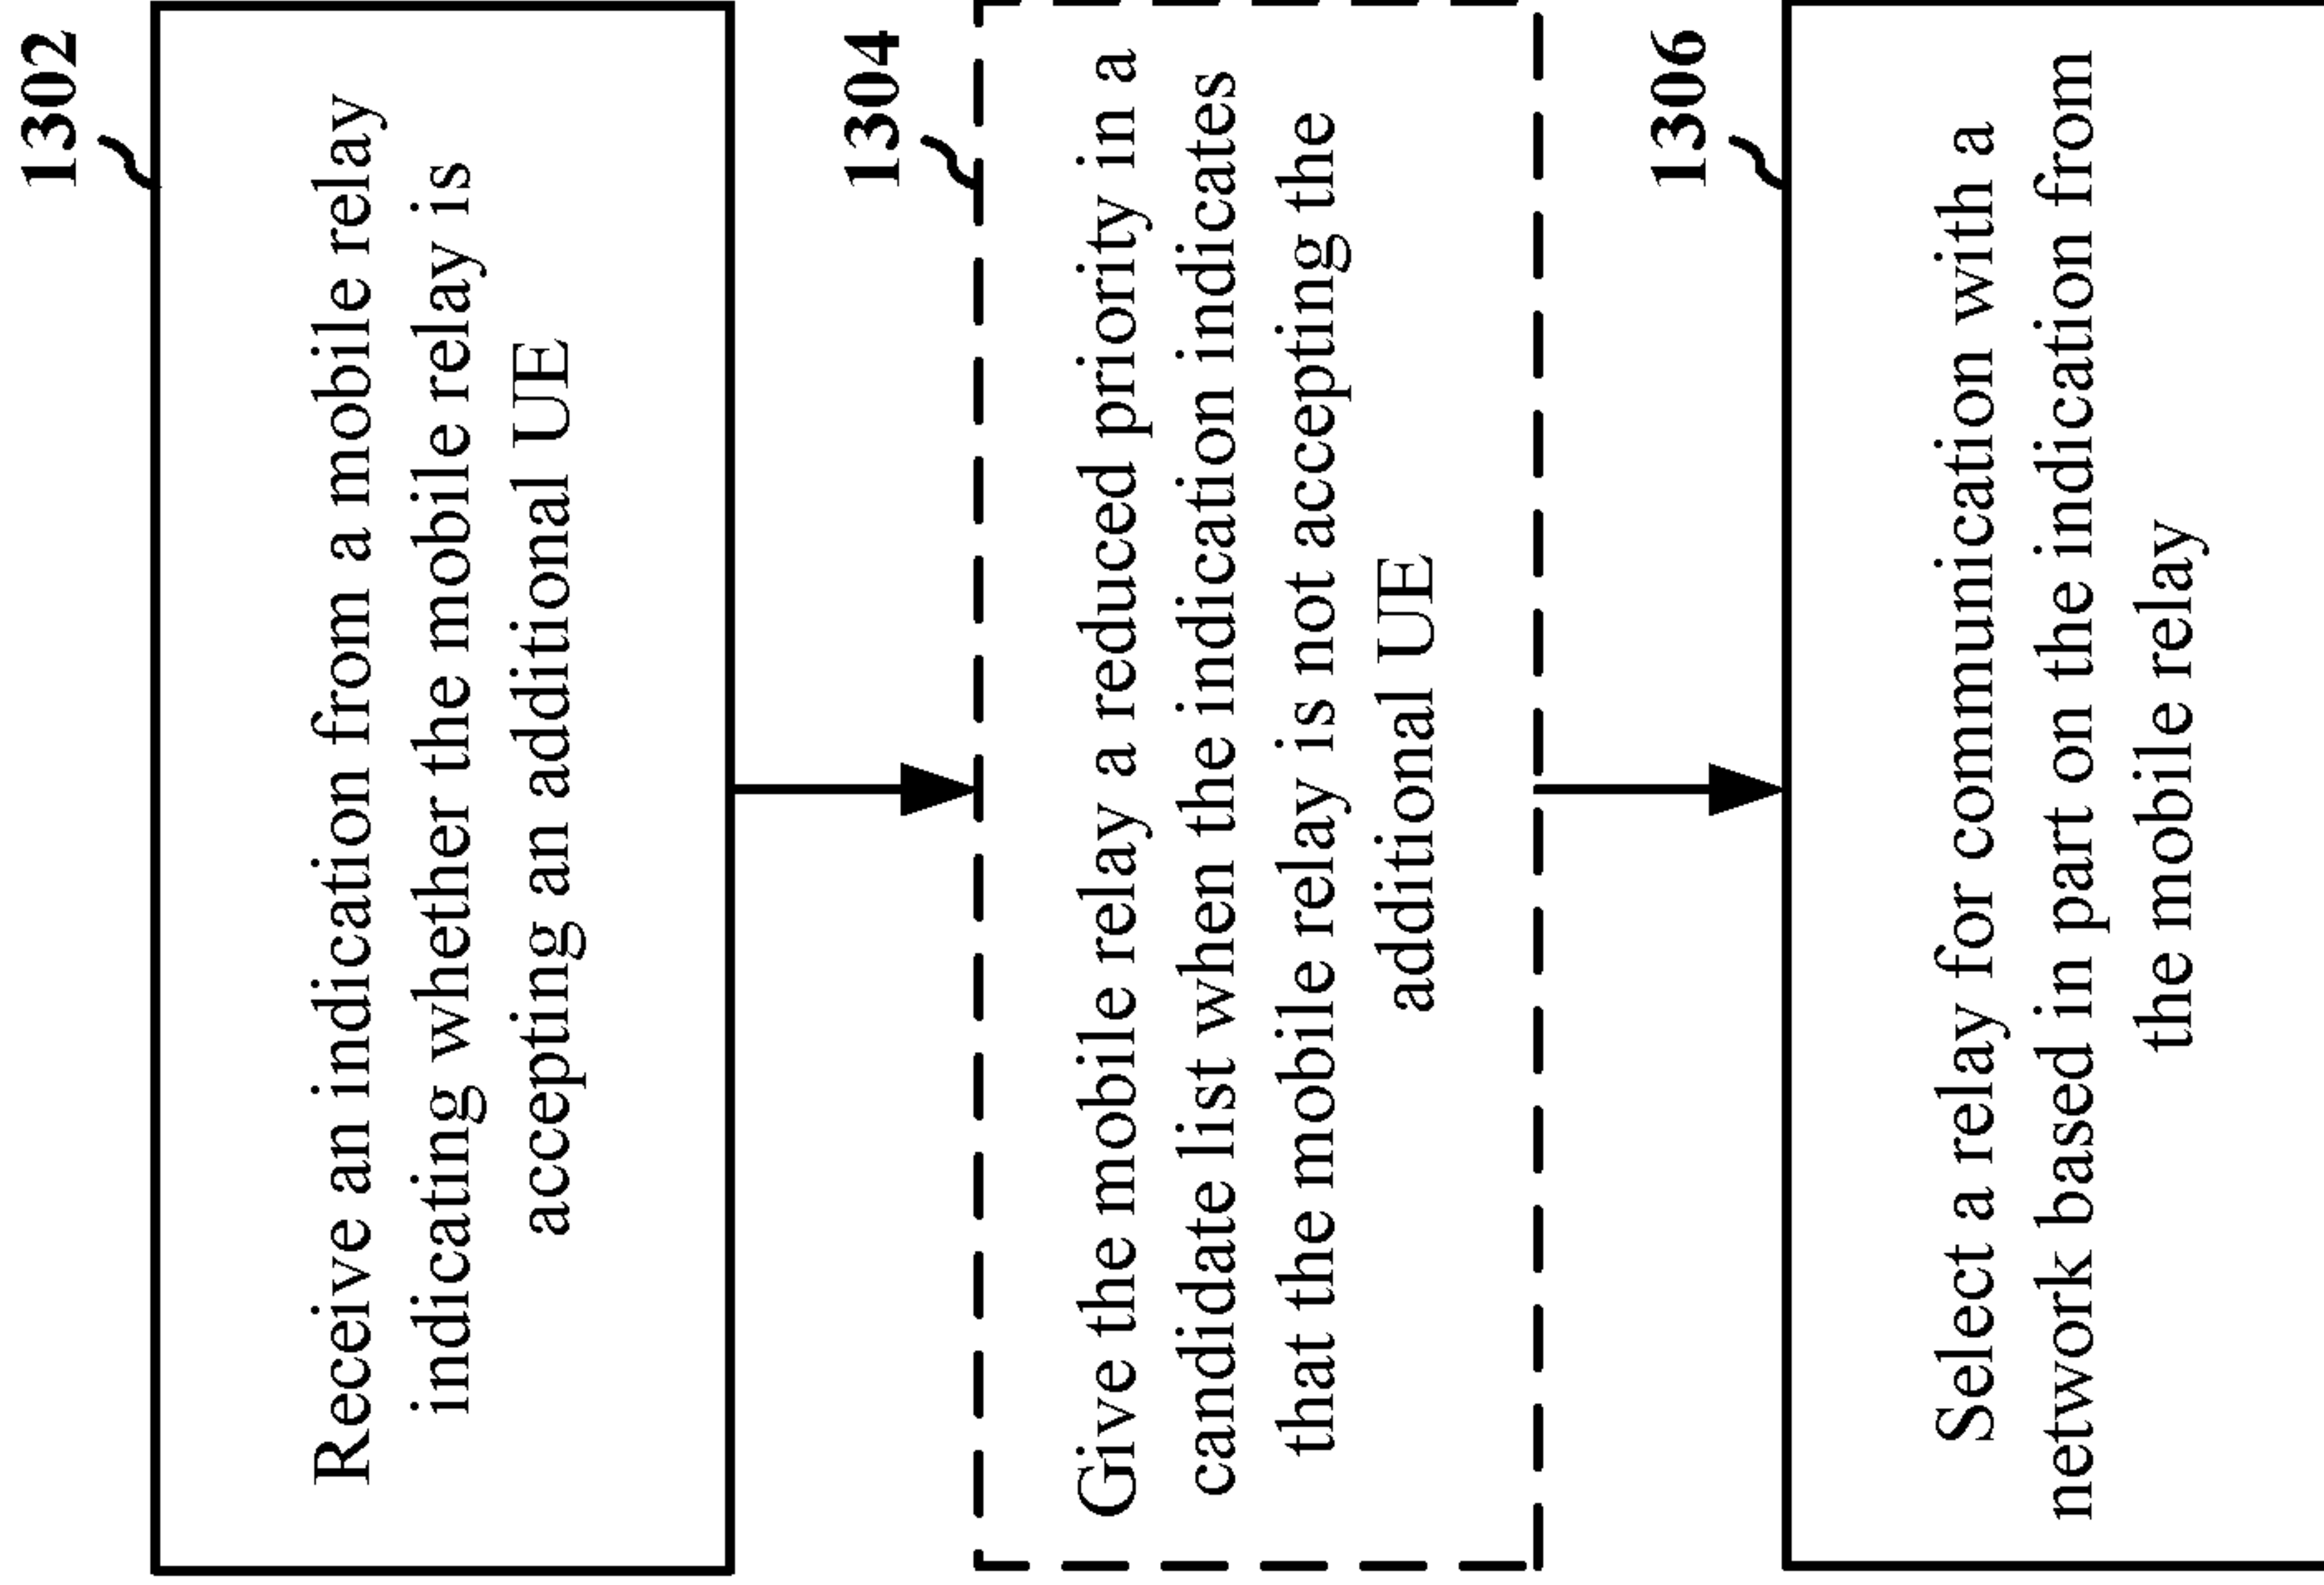 1302
Receive an indication from a mobile relay
indicating whether the mobile relay is
accepting an additional UE
1304
Give the mobile relay a reduced priority in a
candidate list when the indication indicates
that the mobile relay is not accepting the
additional UE
1306
Select a relay for communication with a
network based in part on the indication from
the mobile relay